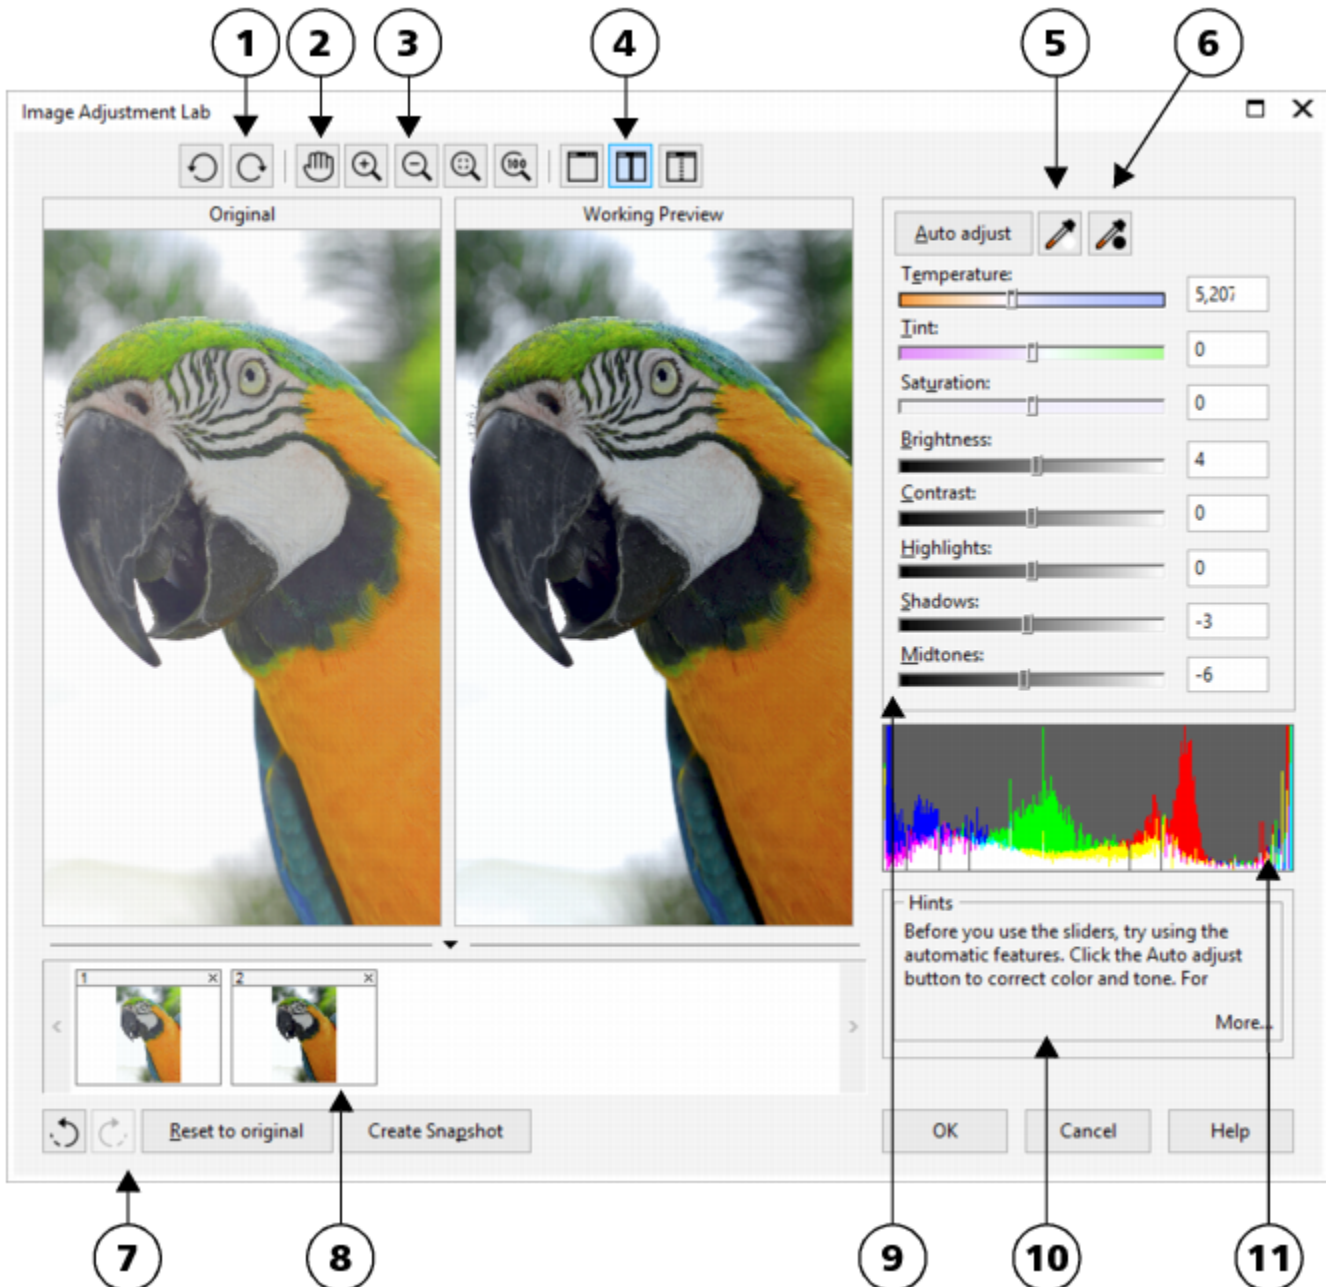 1 2 3 4 5 6
Image Adjustment Lab
100
Original Working Preview
Auto adjust
Temperature:
5,207
Tint:
0
Saturation:
0
Brightness:
4
Contrast:
0
Highlights:
0
Shadows:
-3
Midtones:
-6
Hints
Before you use the sliders, try using the
automatic features. Click the Auto adjust
button to correct color and tone. For
More...
1 2
Reset to original Create Snapshot OK Cancel Help
7 8 9 10 11